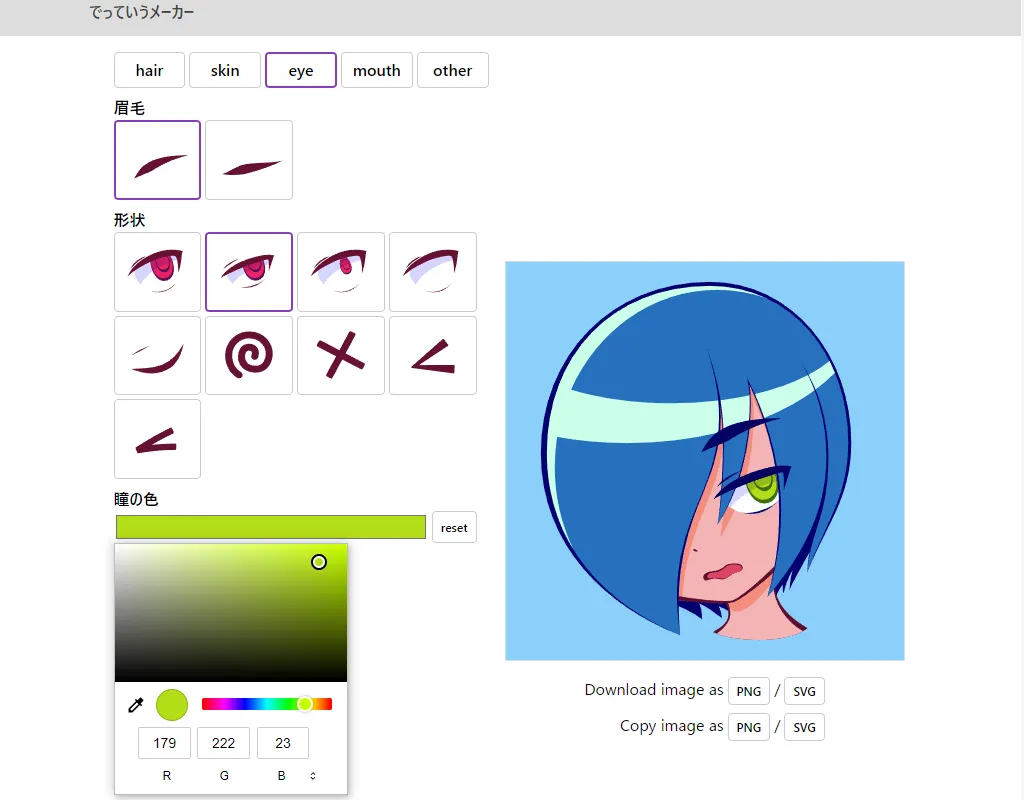 でっていうメーカー
hair skin eye mouth other
眉毛
形状
瞳の色
reset
179 222 23
R G B
Download image as PNG / SVG
Copy image as PNG / SVG